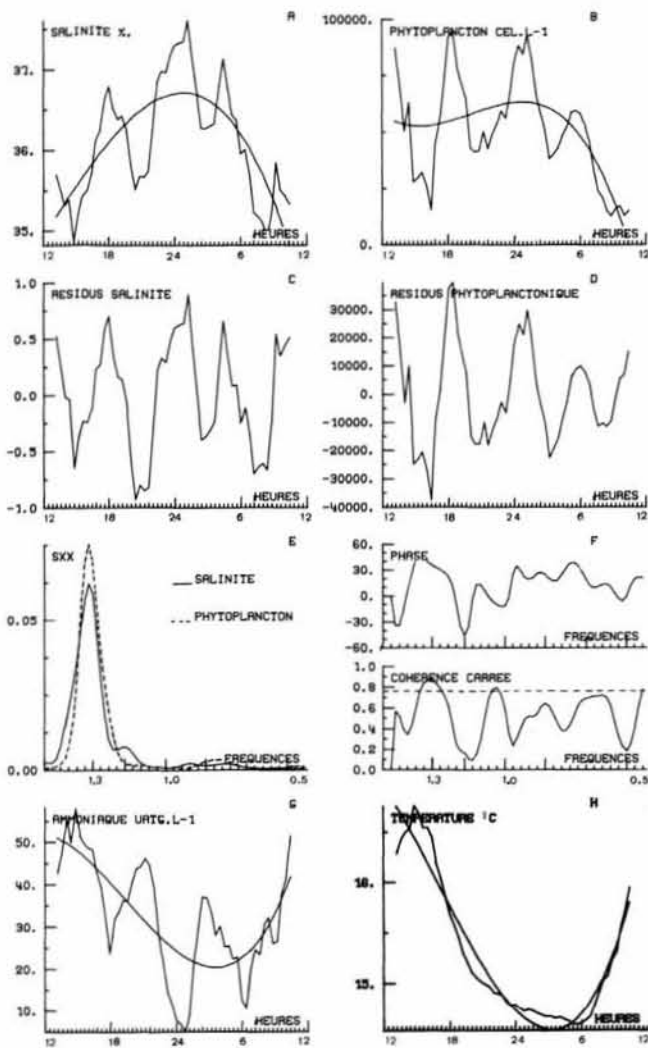 A
SALINITE %.
37.
36.
35.
HEURES
12 18 24 6 12
B
PHYTOPLANCTON CEL.L-1
100000.
0.
HEURES
12 18 24 6 12
C
RESIDUS SALINITE
1.0
0.5
0.0
-0.5
-1.0
HEURES
12 18 24 6 12
D
RESIDUS PHYTOPLANCTONIQUE
30000.
20000.
10000.
0.
-10000.
-20000.
-30000.
-40000.
HEURES
12 18 24 6 12
E
SXX
SALINITE
PHYTOPLANCTON
0.05
0.00
FREQUENCES
1.3 1.0 0.5
F
PHASE
60.
30.
0.
-30.
-60.
FREQUENCES
COHERENCE CARREE
1.0
0.8
0.6
0.4
0.2
0.0
FREQUENCES
1.3 1.0 0.5
G
AMMONIAQUE UATG.L-1
50.
40.
30.
20.
10.
HEURES
12 18 24 6 12
H
TEMPERATURE °C
HEURES
12 18 24 6 12